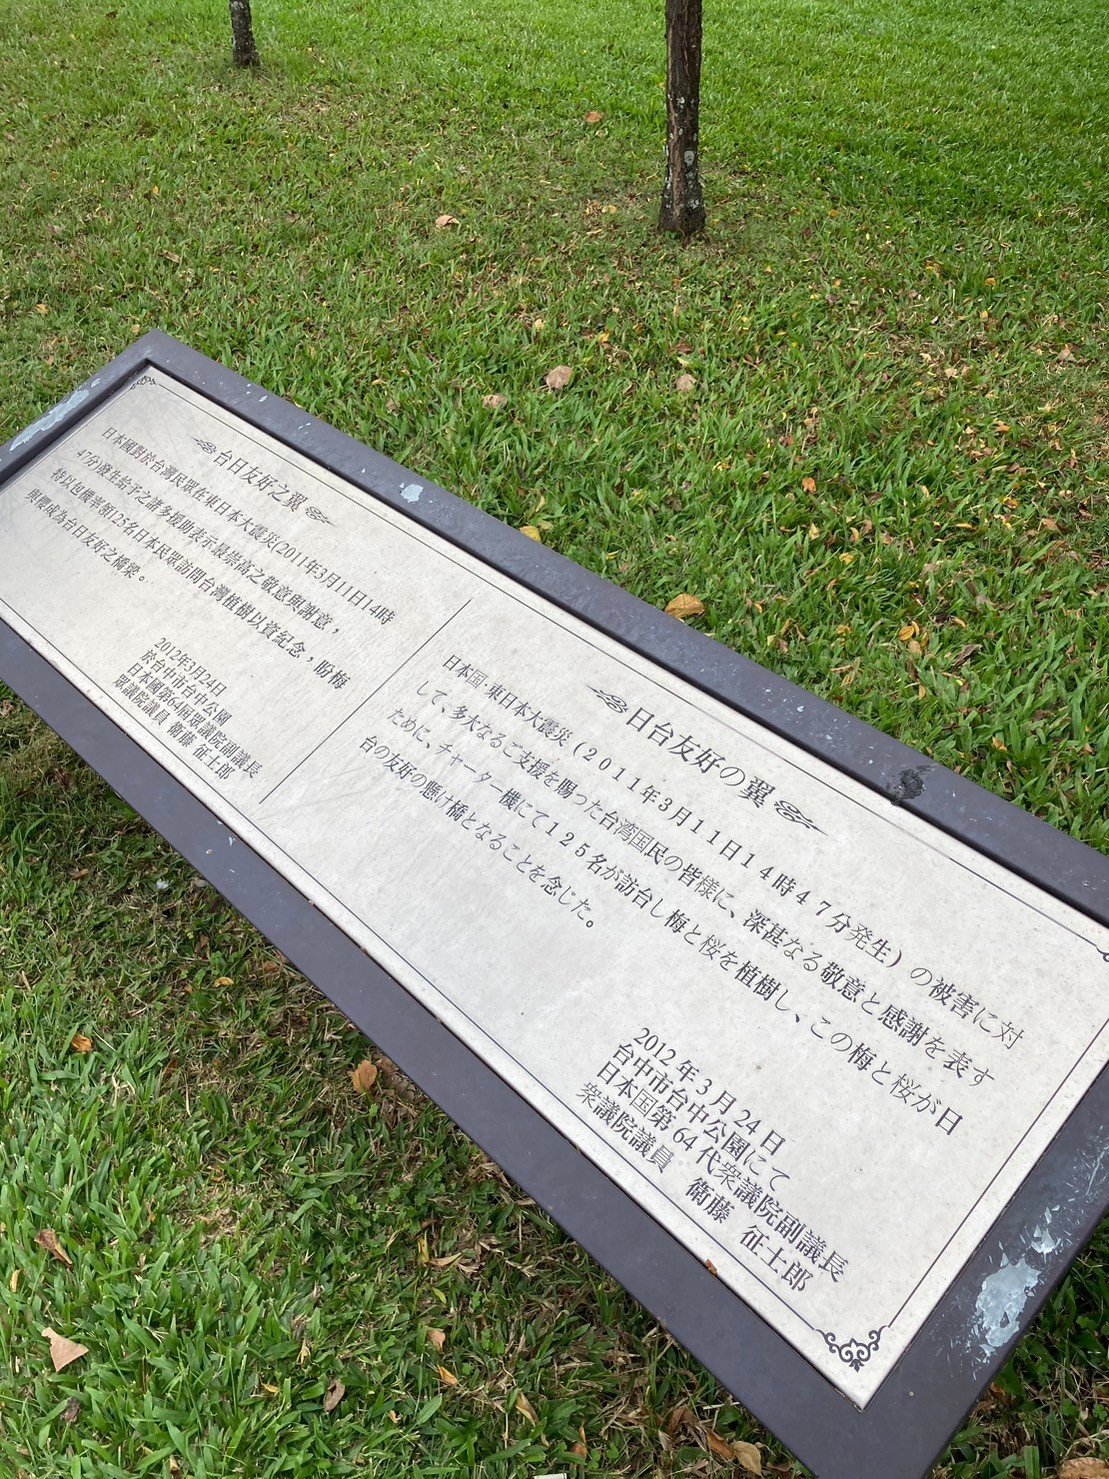 台日友好之翼
日本國對於台灣民眾在東日本大震災(2011年3月11日14時
47分)發生給予之諸多援助表示最崇高之敬意與謝意，
特以包機率領125名日本民眾訪問台灣植樹以資紀念，盼梅
與櫻成為台日友好之橋梁。
2012年3月24日
於台中市台中公園
日本國第64屆眾議院副議長
眾議院議員 衛藤 征士郎
日台友好の翼
日本国・東日本大震災（２０１１年３月１１日１４時４７分発生）の被害に対
して、多大なるご支援を賜った台湾国民の皆様に、深甚なる敬意と感謝を表す
ために、チャーター機にて１２５名が訪台し梅と桜を植樹し、この梅と桜が日
台の友好の懸け橋となることを念じた。
2012年3月24日
台中市台中公園にて
日本国第64代衆議院副議長
衆議院議員 衛藤 征士郎